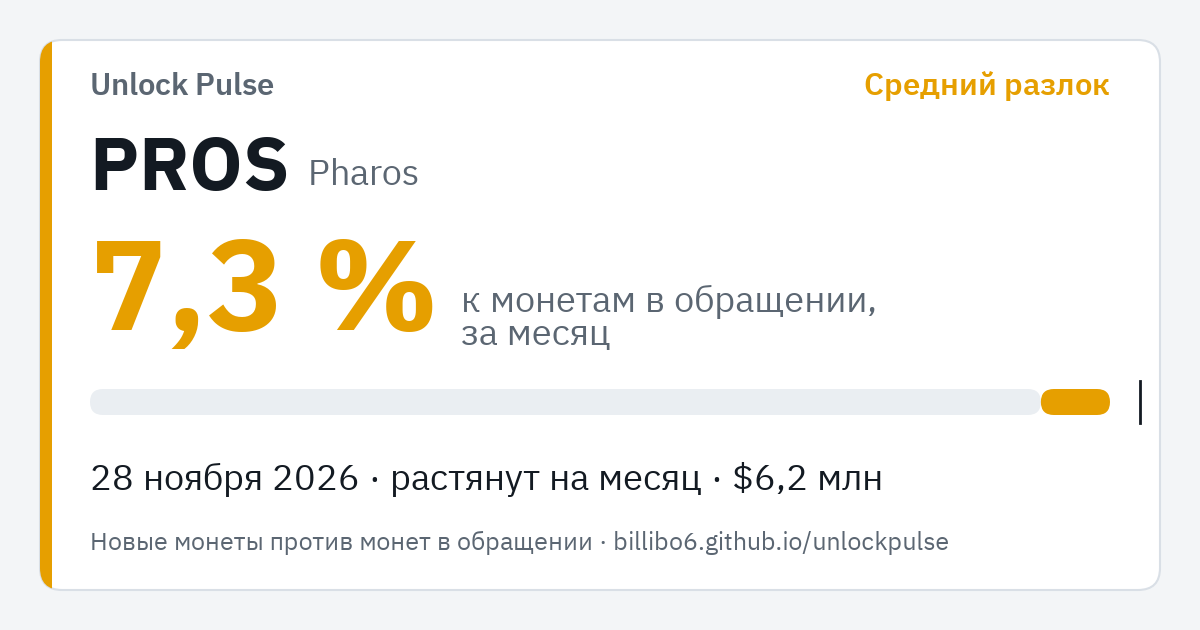 Unlock Pulse
Средний разлок
PROS Pharos
7,3 % к монетам в обращении,
за месяц
28 ноября 2026 · растянут на месяц · $6,2 млн
Новые монеты против монет в обращении · billibo6.github.io/unlockpulse